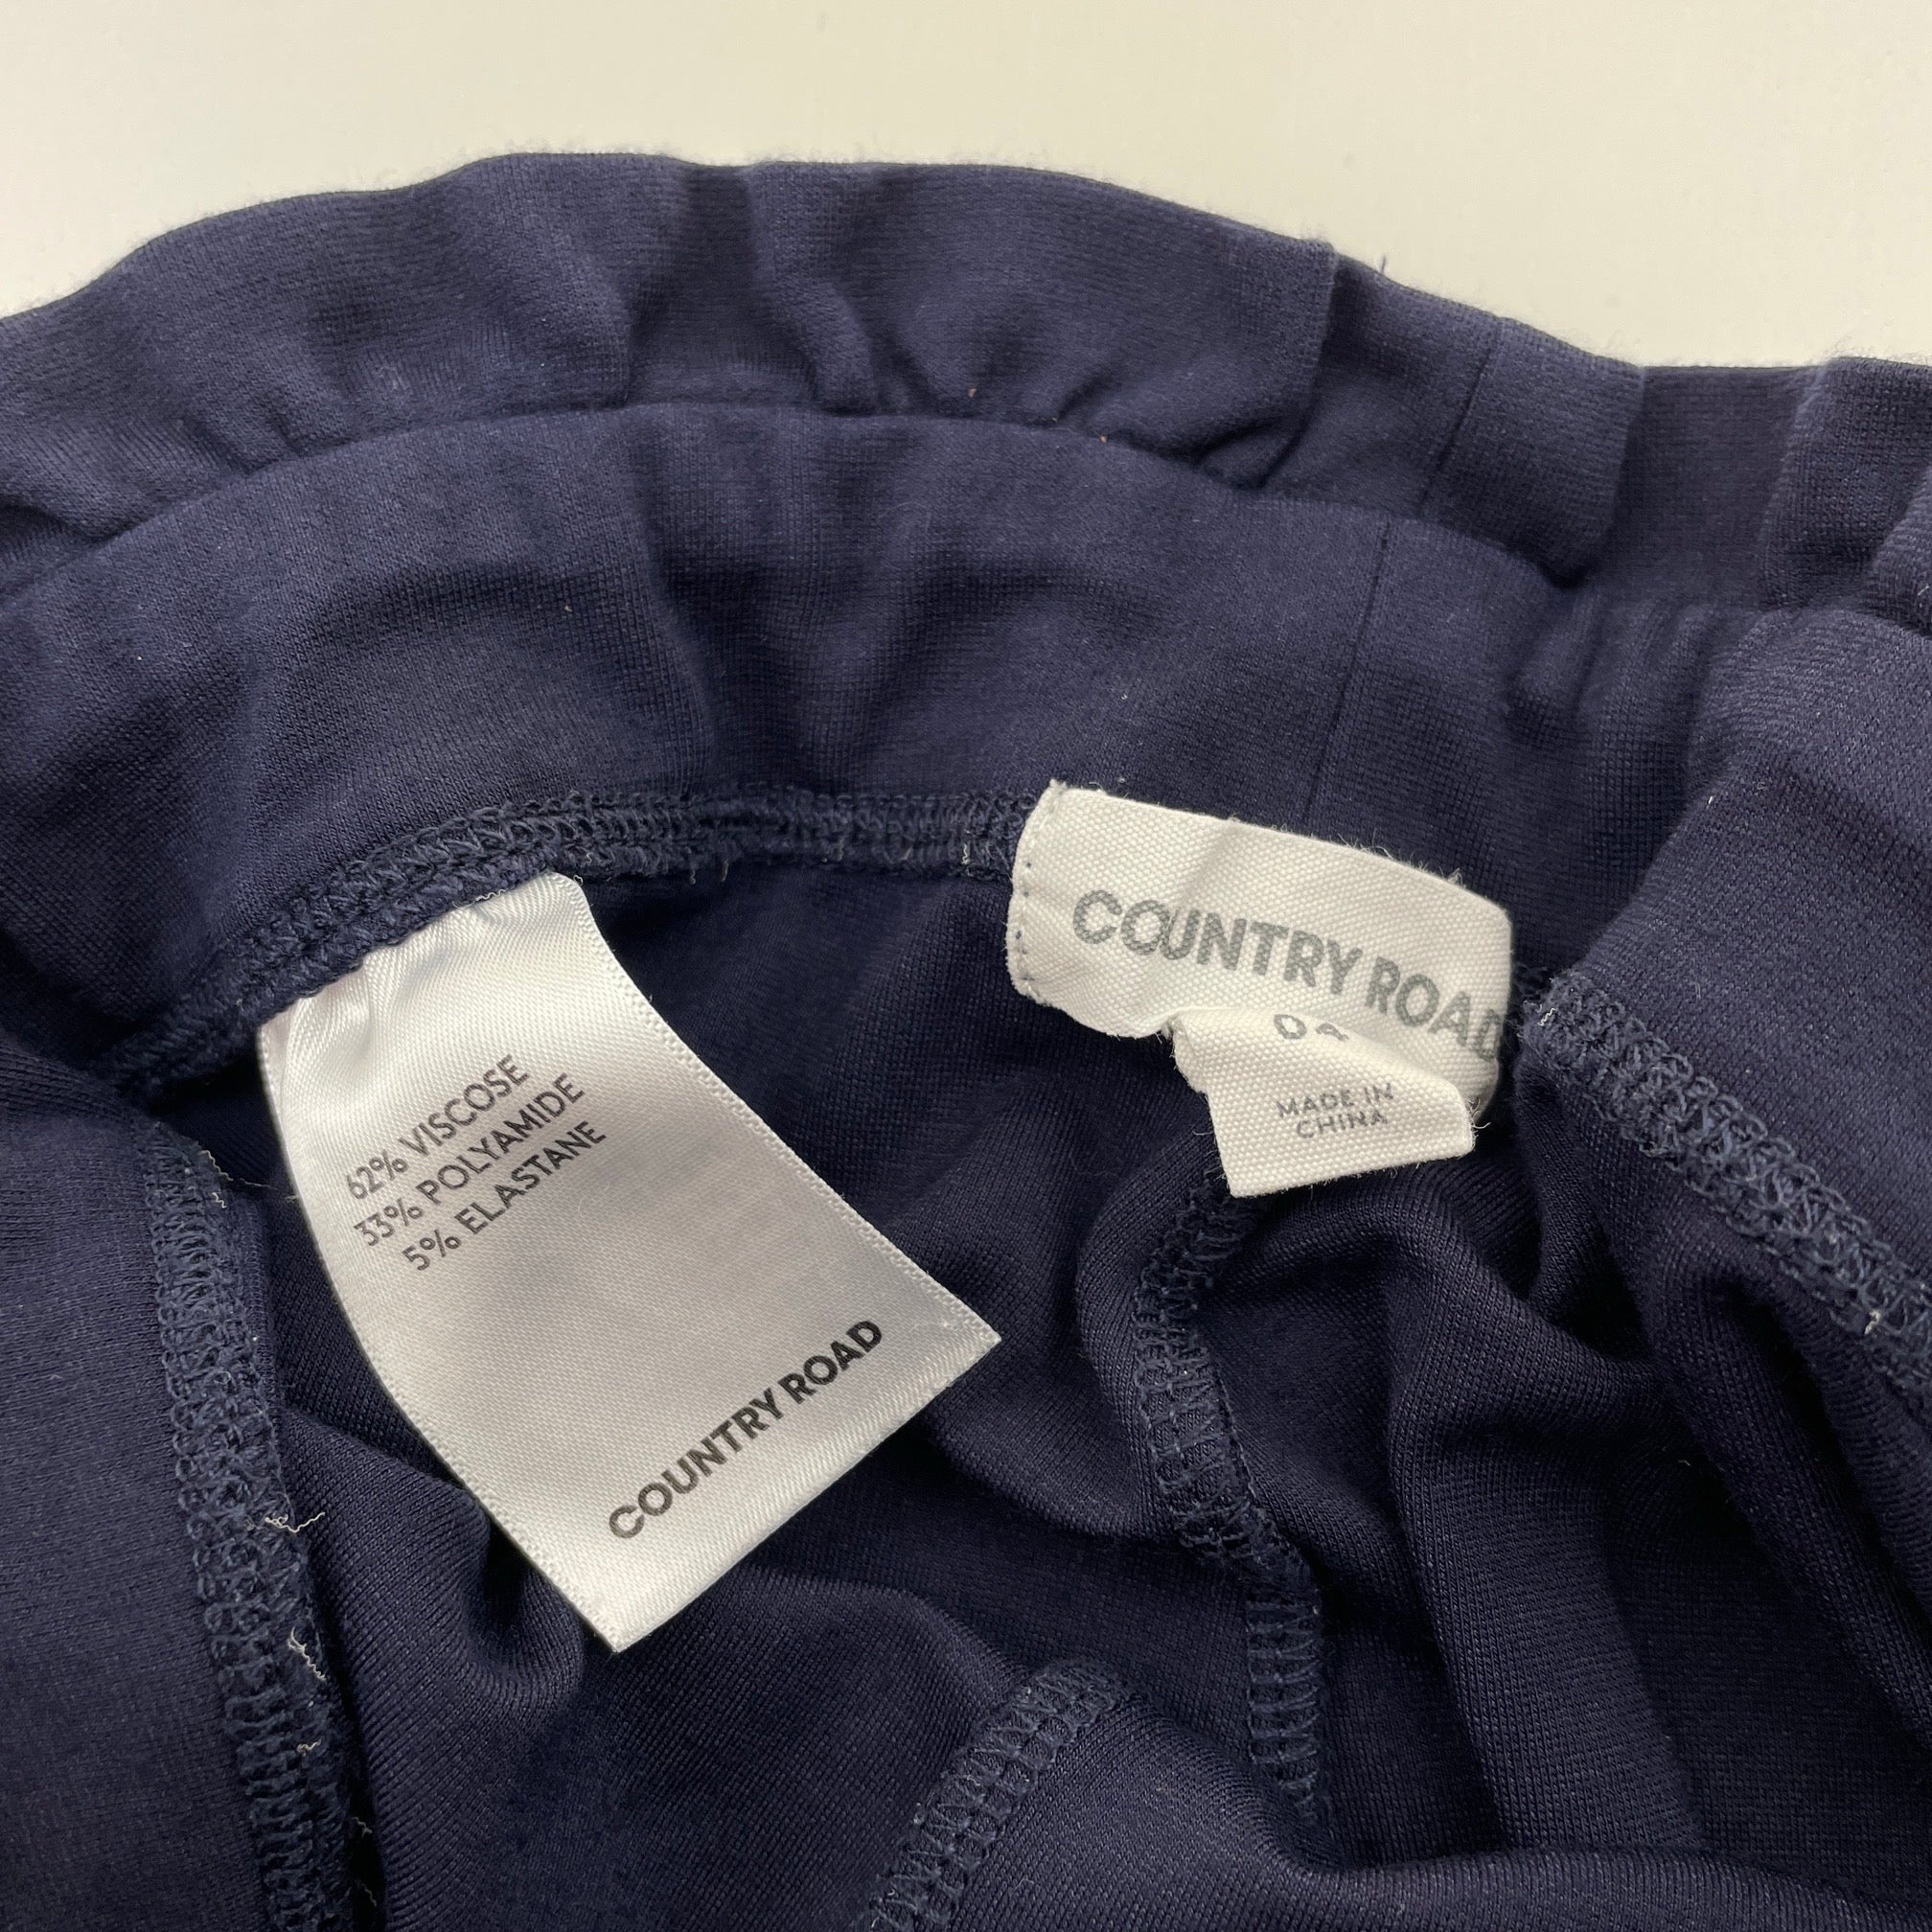 62% VISCOSE
33% POLYAMIDE
5% ELASTANE
COUNTRY ROAD
COUNTRY ROAD
MADE IN
CHINA